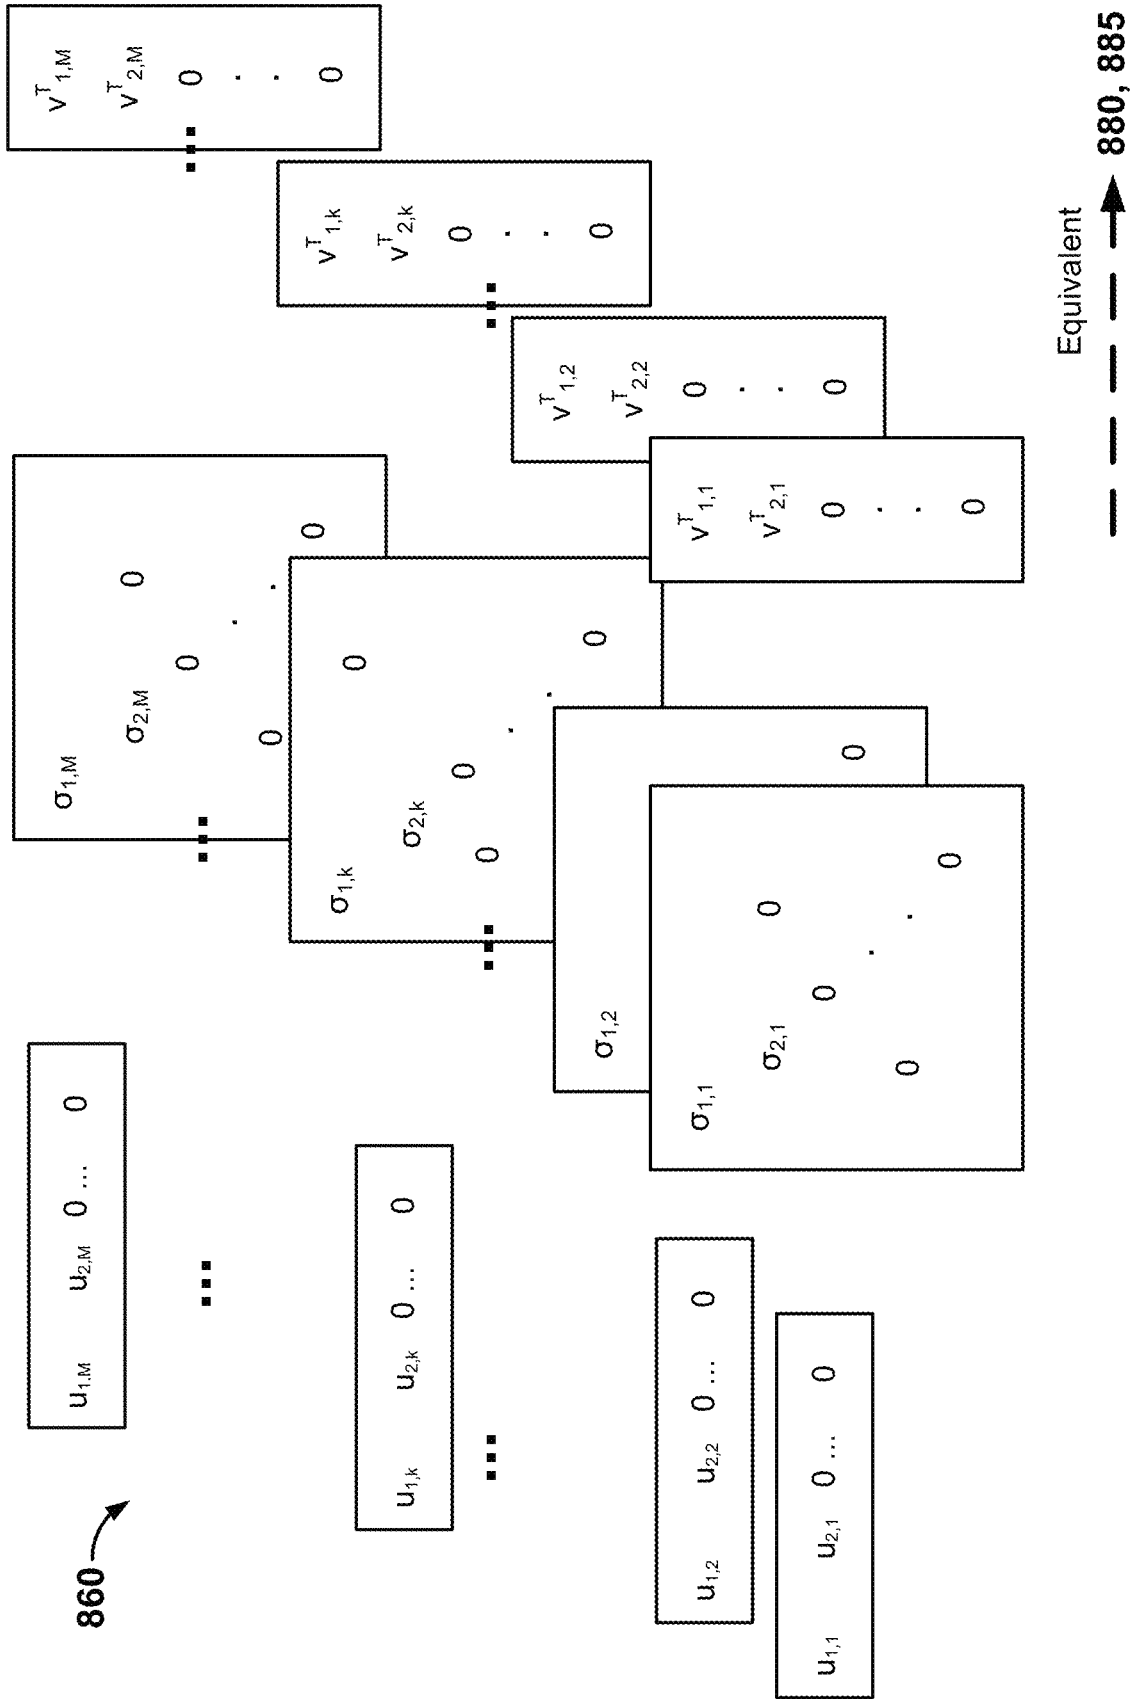 860
u1.M u2,M 0 ... 0
...
u1,k u2,k 0 ... 0
...
u1,2 u2,2 0 ... 0
u1,1 u2,1 0 ... 0
σ1,M
σ2,M 0
0
.
0 .
0
...
σ1,k
0
σ2,k
0
0
.
.
0
...
σ1,2
0
σ1,1
σ2,1 0
0
.
0 .
0
vT1,M
vT2,M
0
.
.
0
...
vT1,k
vT2,k
0
.
.
0
...
vT1,2
vT2,2
0
.
.
0
vT1,1
vT2,1
0
.
.
0
Equivalent
880, 885